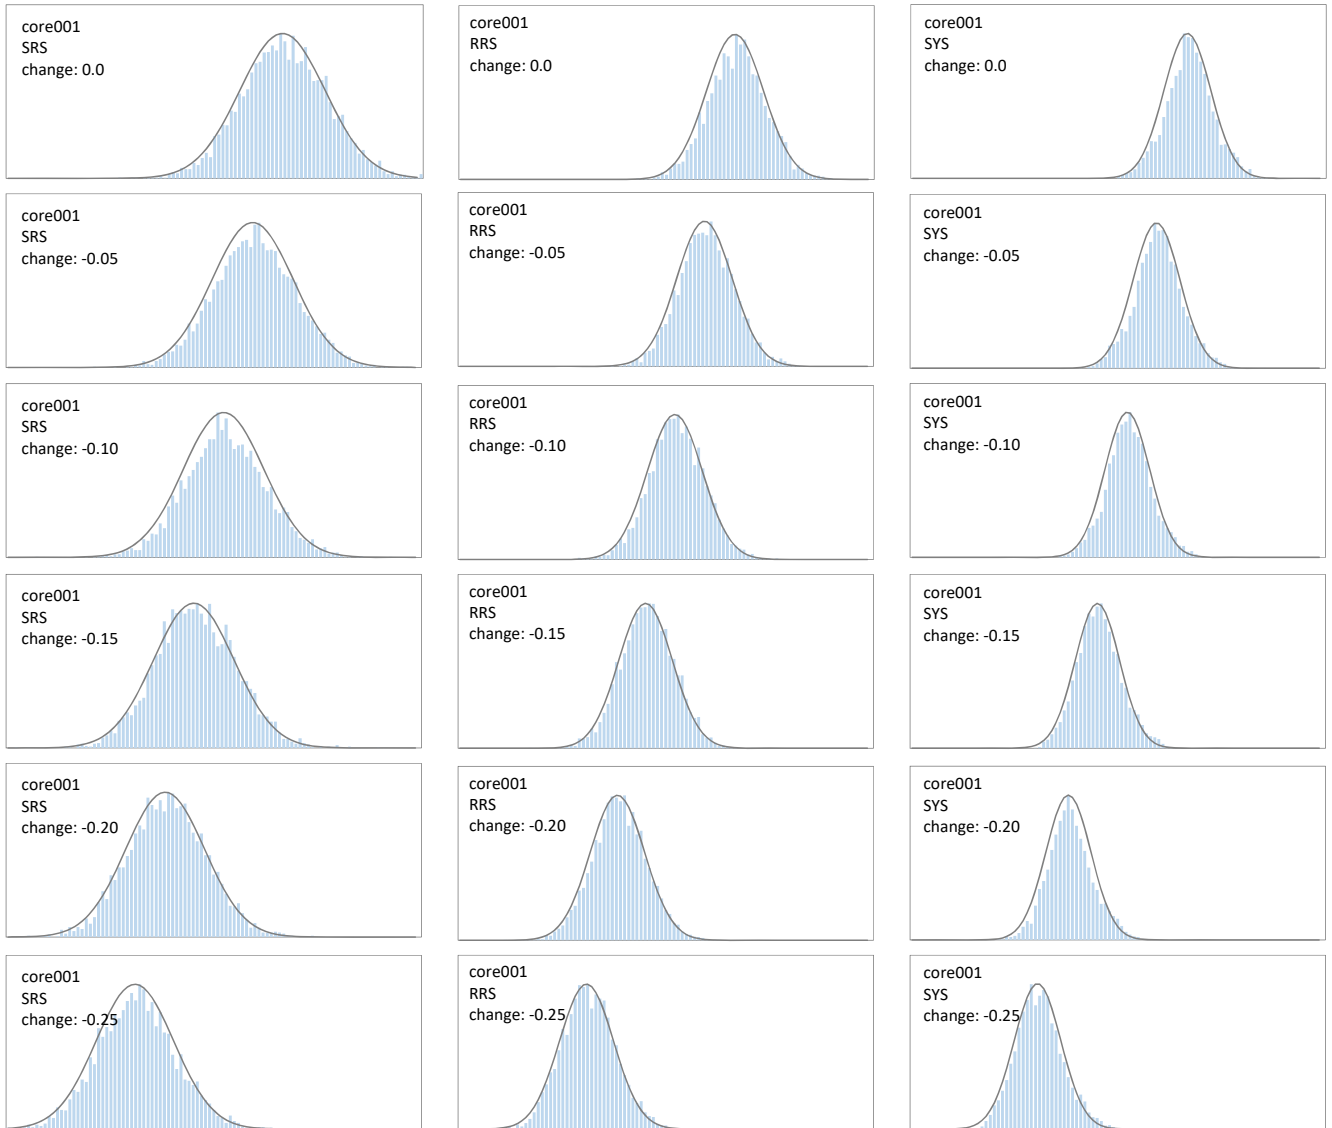 core001
SRS
change: 0.0
core001
RRS
change: 0.0
core001
SYS
change: 0.0
core001
SRS
change: -0.05
core001
RRS
change: -0.05
core001
SYS
change: -0.05
core001
SRS
change: -0.10
core001
RRS
change: -0.10
core001
SYS
change: -0.10
core001
SRS
change: -0.15
core001
RRS
change: -0.15
core001
SYS
change: -0.15
core001
SRS
change: -0.20
core001
RRS
change: -0.20
core001
SYS
change: -0.20
core001
SRS
change: -0.25
core001
RRS
change: -0.25
core001
SYS
change: -0.25